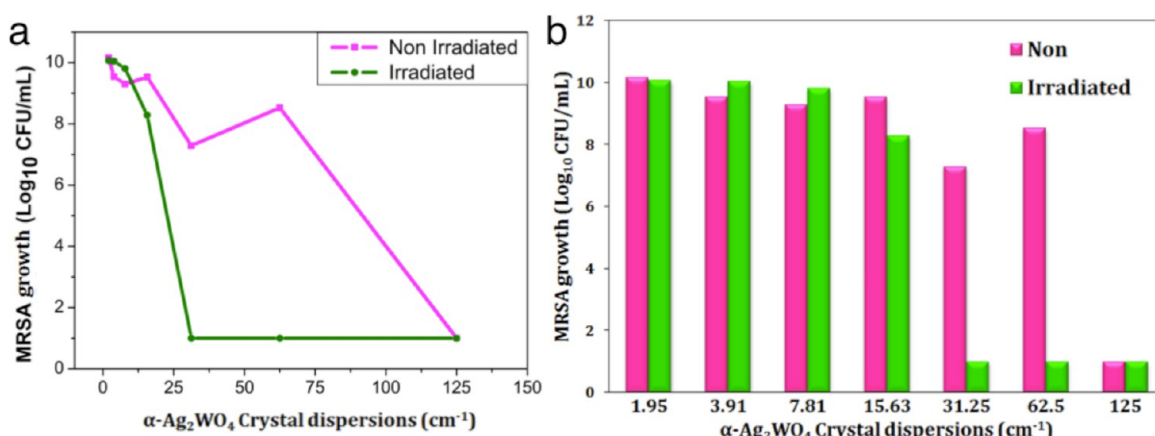 a
MRSA growth (Log10 CFU/mL)
10
8
6
4
2
0
Non Irradiated
Irradiated
0 25 50 75 100 125 150
α-Ag₂WO₄ Crystal dispersions (cm⁻¹)
b
MRSA growth (Log₁₀ CFU/mL)
12
10
8
6
4
2
0
Non
Irradiated
1.95 3.91 7.81 15.63 31.25 62.5 125
α-Ag₂WO₄ Crystal dispersions (cm⁻¹)